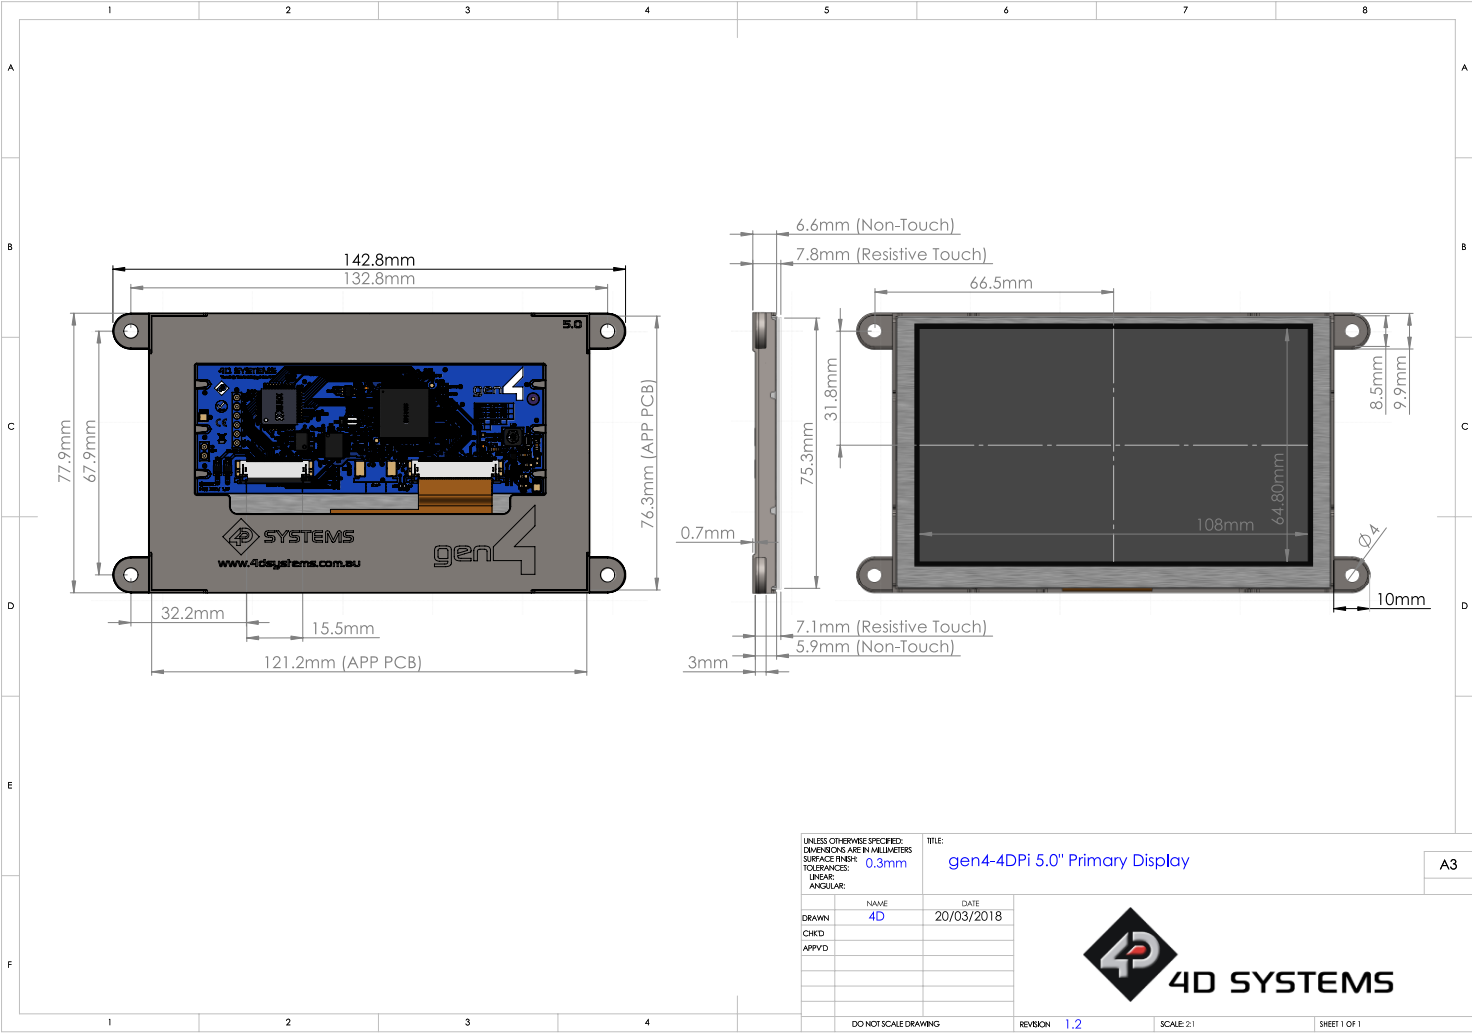 1 2 3 4 5 6 7 8
A A
B B
C C
D D
E E
F F
142.8mm
132.8mm
77.9mm
67.9mm
76.3mm (APP PCB)
5.0
4D SYSTEMS
gen4
4D SYSTEMS
www.4dsystems.com.au
gen4
32.2mm
15.5mm
121.2mm (APP PCB)
6.6mm (Non-Touch)
7.8mm (Resistive Touch)
75.3mm
0.7mm
7.1mm (Resistive Touch)
5.9mm (Non-Touch)
3mm
66.5mm
31.8mm
8.5mm
9.9mm
64.80mm
108mm
Ø4
10mm
UNLESS OTHERWISE SPECIFIED:
DIMENSIONS ARE IN MILLIMETERS
SURFACE FINISH:
TOLERANCES: 0.3mm
LINEAR:
ANGULAR:
TITLE:
gen4-4DPi 5.0" Primary Display
A3
NAME DATE
DRAWN 4D 20/03/2018
CHK'D
APPV'D
4D SYSTEMS
DO NOT SCALE DRAWING REVISION 1.2 SCALE: 2:1 SHEET 1 OF 1
1 2 3 4